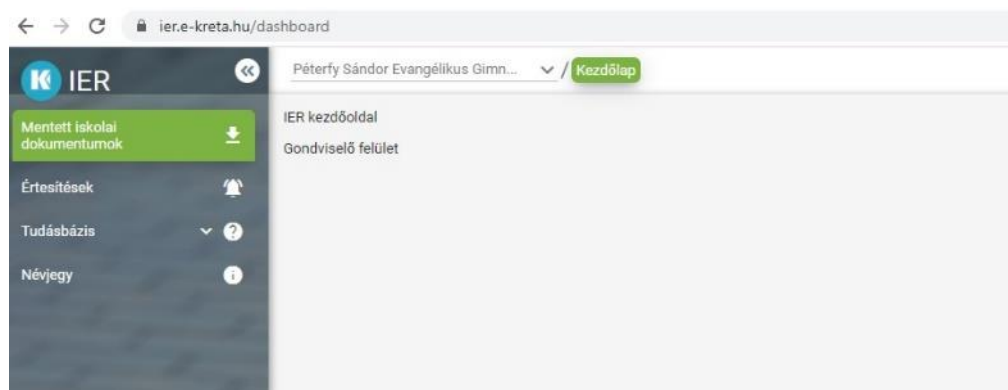 ier.e-kreta.hu/dashboard
K IER
Péterfy Sándor Evangélikus Gimn... / Kezdőlap
Mentett iskolai
dokumentumok
Értesítések
Tudásbázis
Névjegy
IER kezdőoldal
Gondviselő felület